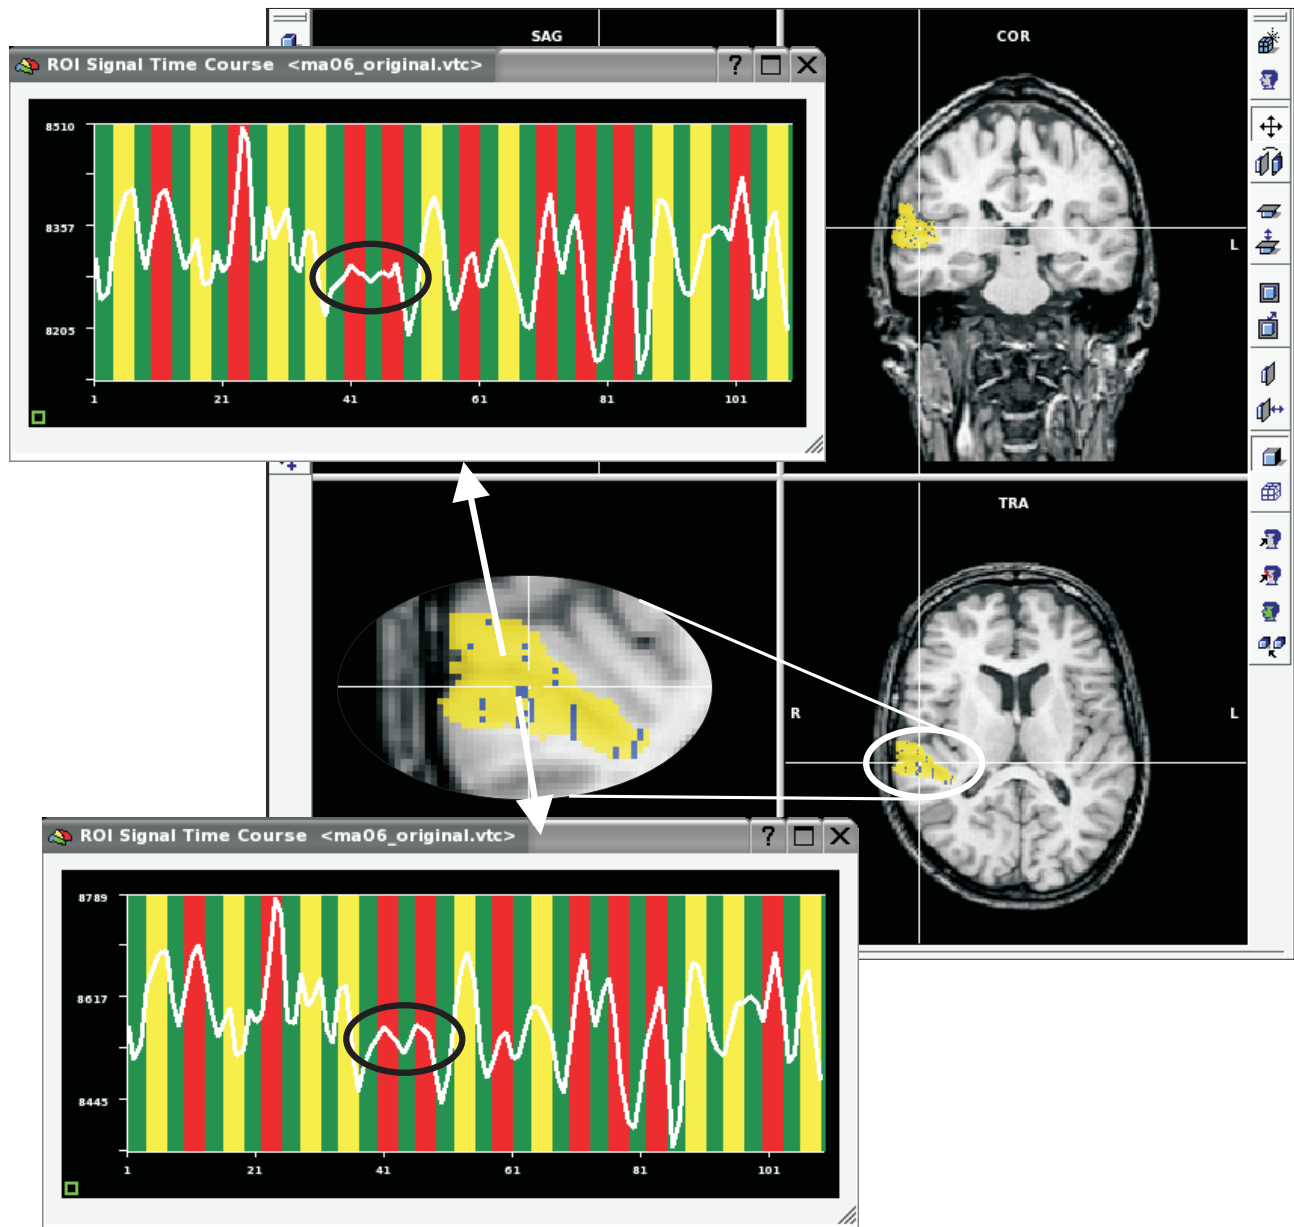 SAG
COR
ROI Signal Time Course <ma06_original.vtc>
?
8510
8357
8205
1
21
41
61
81
101
L
TRA
R
L
ROI Signal Time Course <ma06_original.vtc>
?
8789
8617
8445
1
21
41
61
81
101